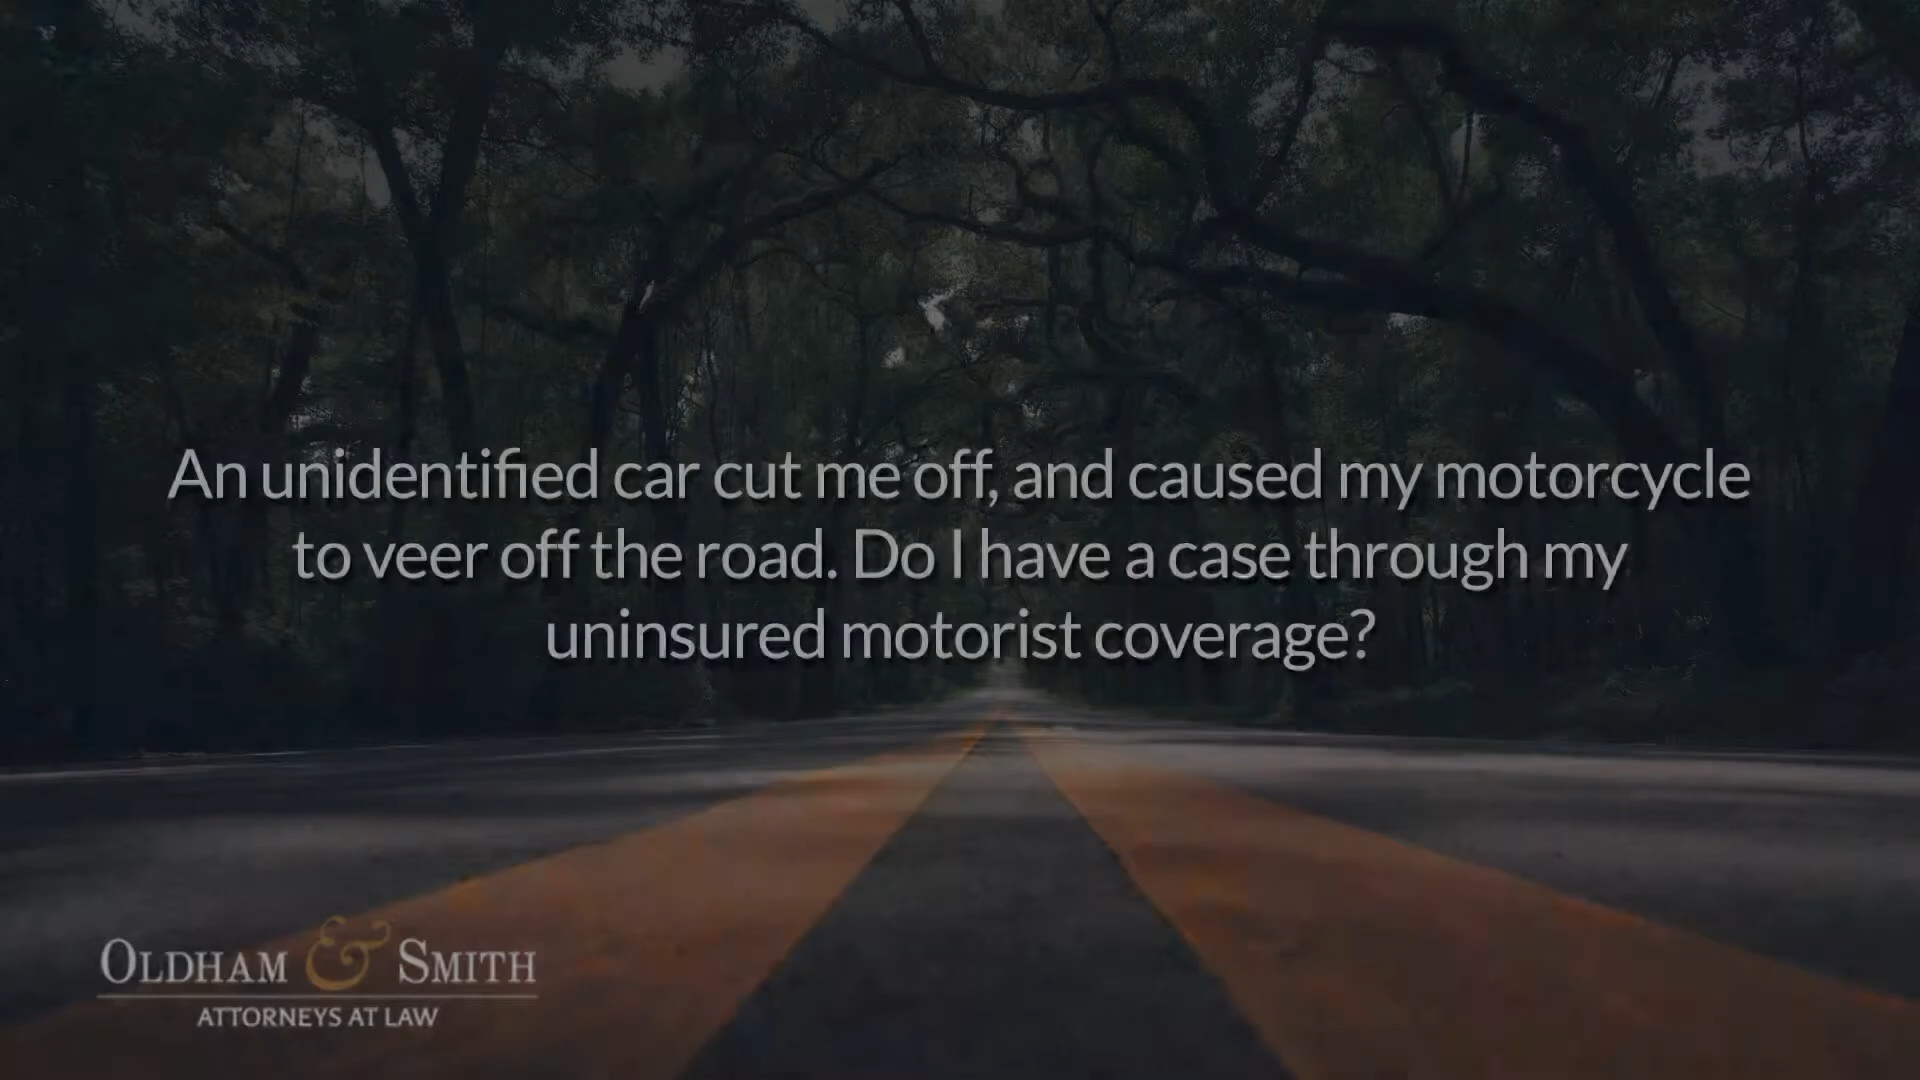 An unidentified car cut me off, and caused my motorcycle
to veer off the road. Do I have a case through my
uninsured motorist coverage?
OLDHAM & SMITH
ATTORNEYS AT LAW